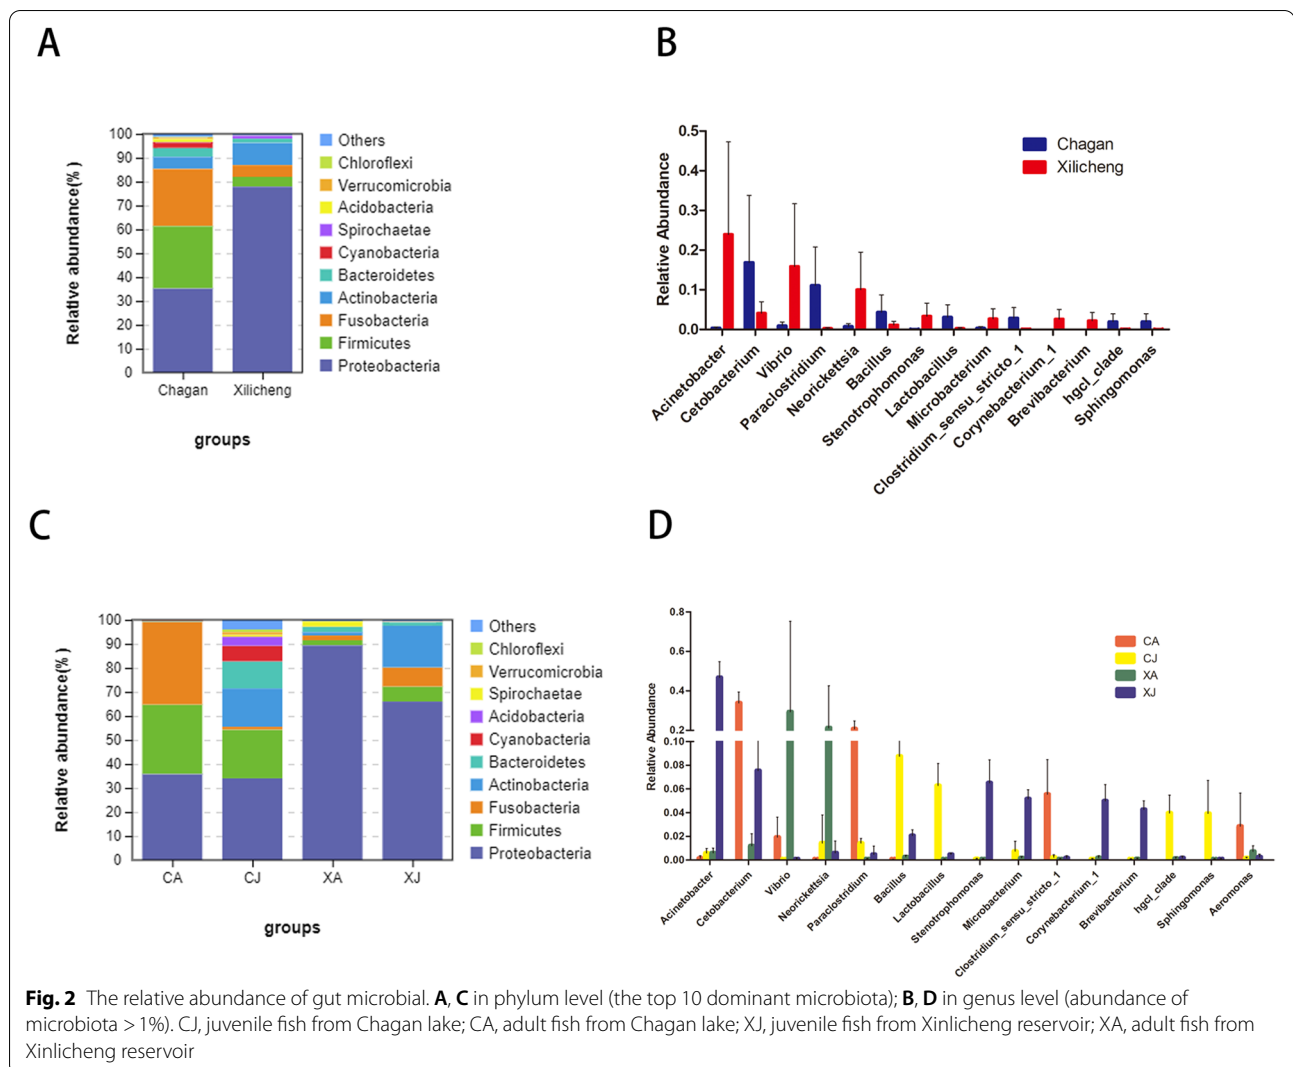 A
100
90
80
70
60
50
40
30
20
10
0
Relative abundance(%)
Chagan
Xilicheng
groups
Others
Chloroflexi
Verrucomicrobia
Acidobacteria
Spirochaetae
Cyanobacteria
Bacteroidetes
Actinobacteria
Fusobacteria
Firmicutes
Proteobacteria
B
0.5
0.4
0.3
0.2
0.1
0.0
Relative Abundance
Chagan
Xilicheng
Acinetobacter
Cetobacterium
Vibrio
Paraclostridium
Neorickettsia
Bacillus
Stenotrophomonas
Lactobacillus
Microbacterium
Clostridium_sensu_stricto_1
Corynebacterium_1
Brevibacterium
hgcl_clade
Sphingomonas
C
100
90
80
70
60
50
40
30
20
10
0
Relative abundance(%)
CA
CJ
XA
XJ
groups
Others
Chloroflexi
Verrucomicrobia
Spirochaetae
Acidobacteria
Cyanobacteria
Bacteroidetes
Actinobacteria
Fusobacteria
Firmicutes
Proteobacteria
D
0.8
0.6
0.4
0.2
0.10
0.08
0.06
0.04
0.02
0.00
Relative Abundance
CA
CJ
XA
XJ
Acinetobacter
Cetobacterium
Vibrio
Neorickettsia
Paraclostridium
Bacillus
Lactobacillus
Stenotrophomonas
Microbacterium
Clostridium_sensu_stricto_1
Corynebacterium_1
Brevibacterium
hgcl_clade
Sphingomonas
Aeromonas
Fig. 2 The relative abundance of gut microbial. A, C in phylum level (the top 10 dominant microbiota); B, D in genus level (abundance of
microbiota > 1%). CJ, juvenile fish from Chagan lake; CA, adult fish from Chagan lake; XJ, juvenile fish from Xinlicheng reservoir; XA, adult fish from
Xinlicheng reservoir